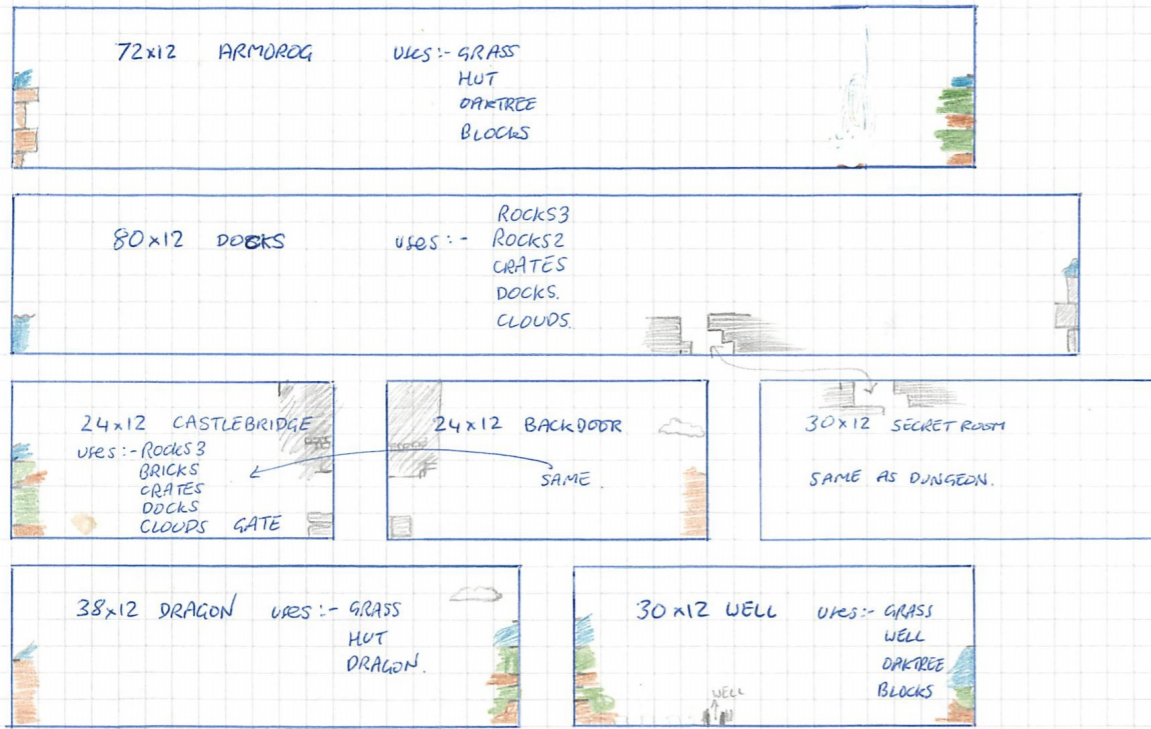 72x12 ARMOROG uses:- GRASS
HUT
OAKTREE
BLOCKS
ROCKS3
80x12 DOCKS uses:- ROCKS2
CRATES
DOCKS.
CLOUDS.
24x12 CASTLEBRIDGE
uses:- ROCKS3
BRICKS
CRATES
DOCKS
CLOUDS GATE
24x12 BACKDOOR
SAME.
30x12 SECRET ROOM
SAME AS DUNGEON.
38x12 DRAGON uses:- GRASS
HUT
DRAGON.
30x12 WELL uses:- GRASS
WELL
OAKTREE
BLOCKS
WELL